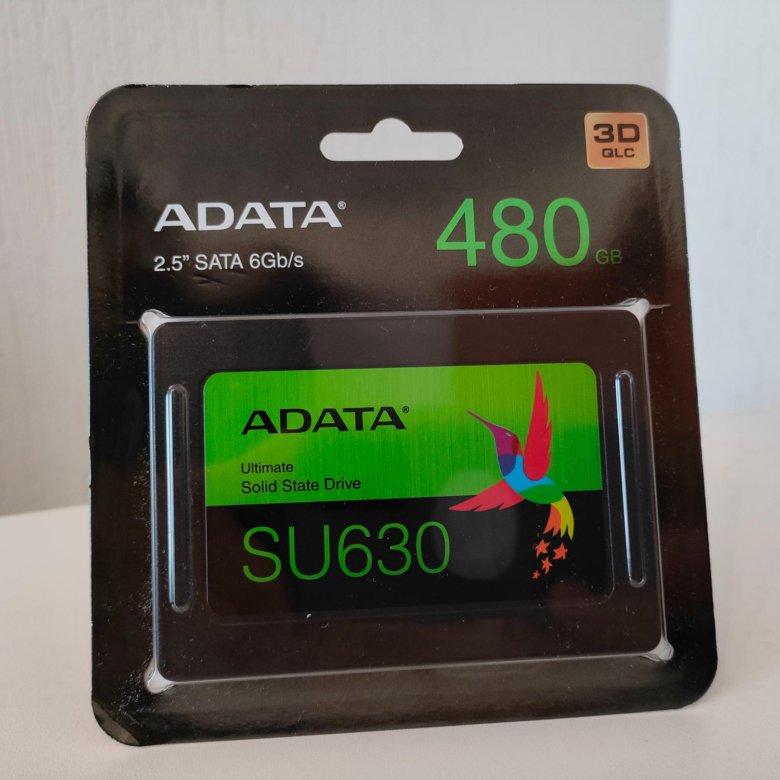 3D
QLC
ADATA®
480 GB
2.5” SATA 6Gb/s
ADATA®
Ultimate
Solid State Drive
SU630